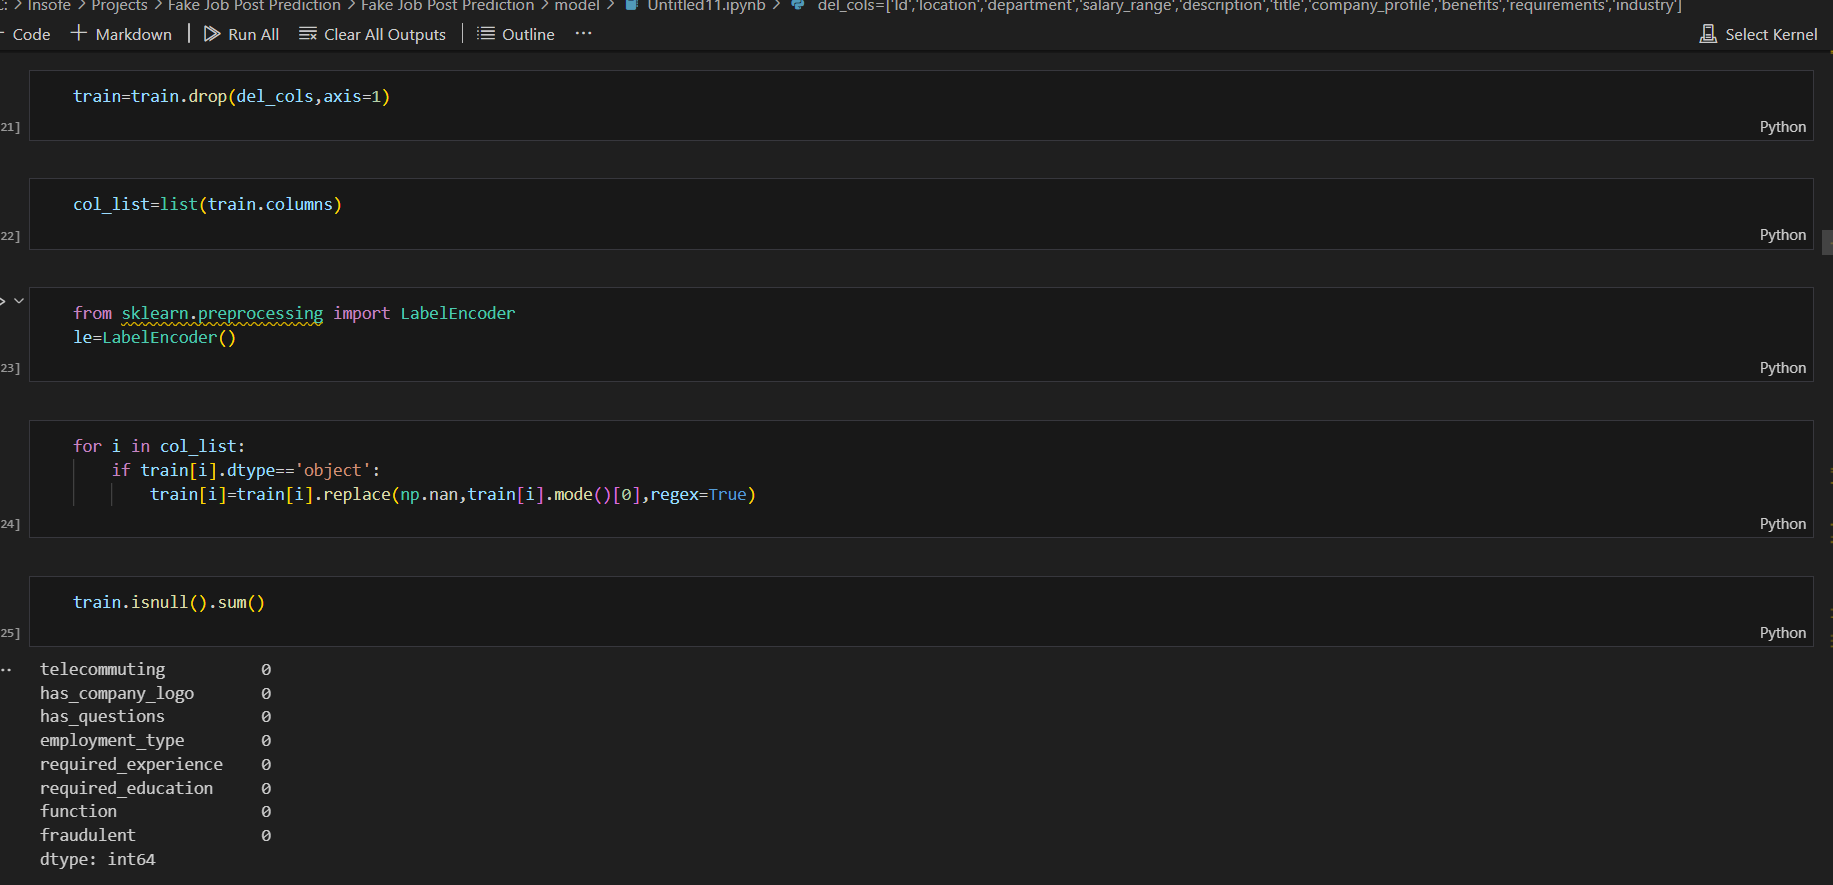 Insofe > Projects > Fake Job Post Prediction > Fake Job Post Prediction > model > Untitled11.ipynb > del_cols=['Id','location','department','salary_range','description','title','company_profile','benefits','requirements','industry']
Code + Markdown | Run All Clear All Outputs | Outline ··· Select Kernel
train=train.drop(del_cols,axis=1)
21] Python
col_list=list(train.columns)
22] Python
from sklearn.preprocessing import LabelEncoder
le=LabelEncoder()
23] Python
for i in col_list:
if train[i].dtype=='object':
train[i]=train[i].replace(np.nan,train[i].mode()[0],regex=True)
24] Python
train.isnull().sum()
25] Python
telecommuting 0
has_company_logo 0
has_questions 0
employment_type 0
required_experience 0
required_education 0
function 0
fraudulent 0
dtype: int64